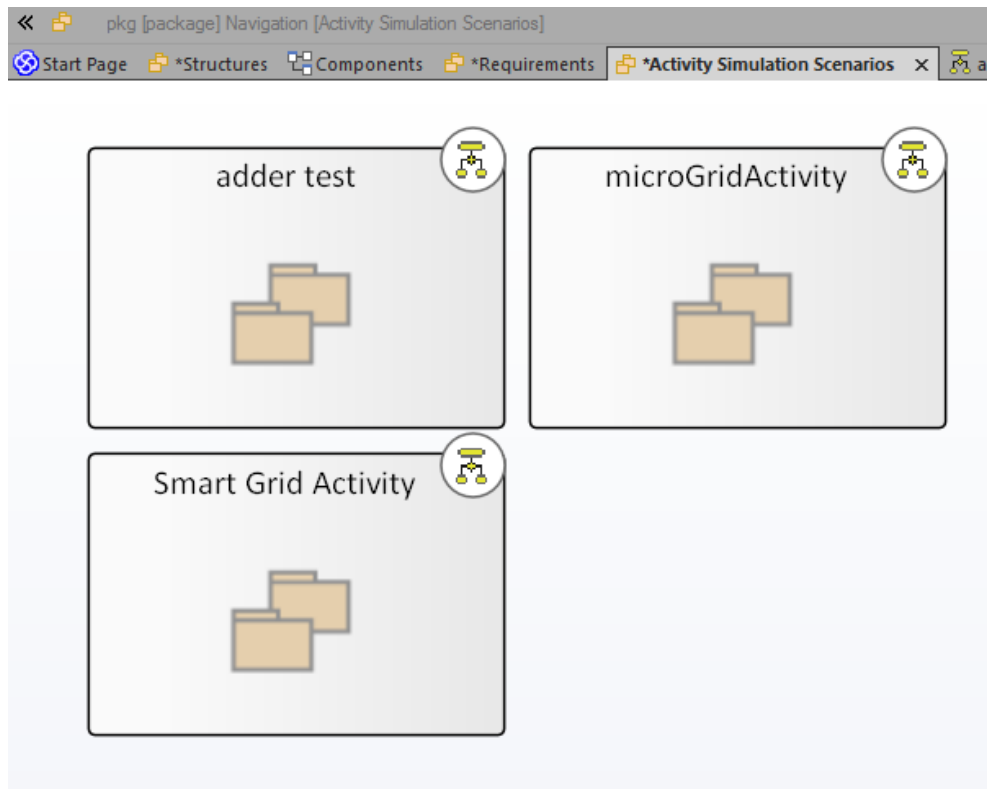 pkg [package] Navigation [Activity Simulation Scenarios]
Start Page *Structures Components *Requirements *Activity Simulation Scenarios a
adder test
microGridActivity
Smart Grid Activity